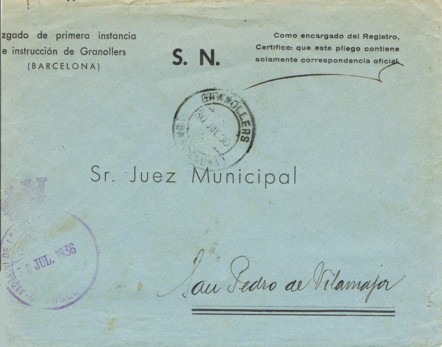 zgado de primera instancia
e instrucción de Granollers
(BARCELONA)
S. N.
Como encargado del Registro,
Certifico: que este pliego contiene
solamente correspondencia oficial
GRANOLLERS
Sr. Juez Municipal
JUL. 1936
San Pedro de Vilamajor